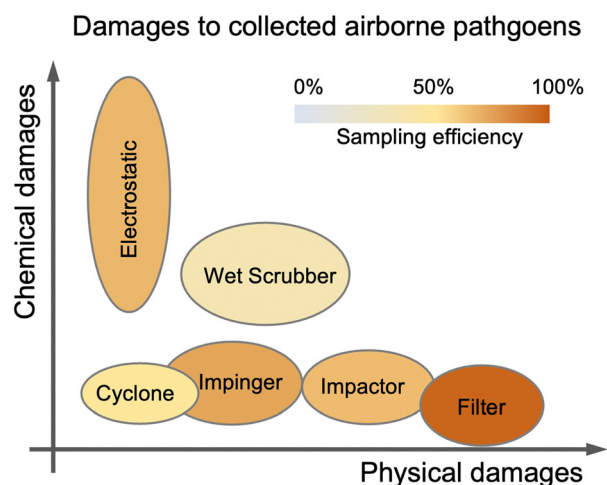 Damages to collected airborne pathgoens
0% 50% 100%
Sampling efficiency
Chemical damages
Electrostatic
Wet Scrubber
Cyclone
Impinger
Impactor
Filter
Physical damages